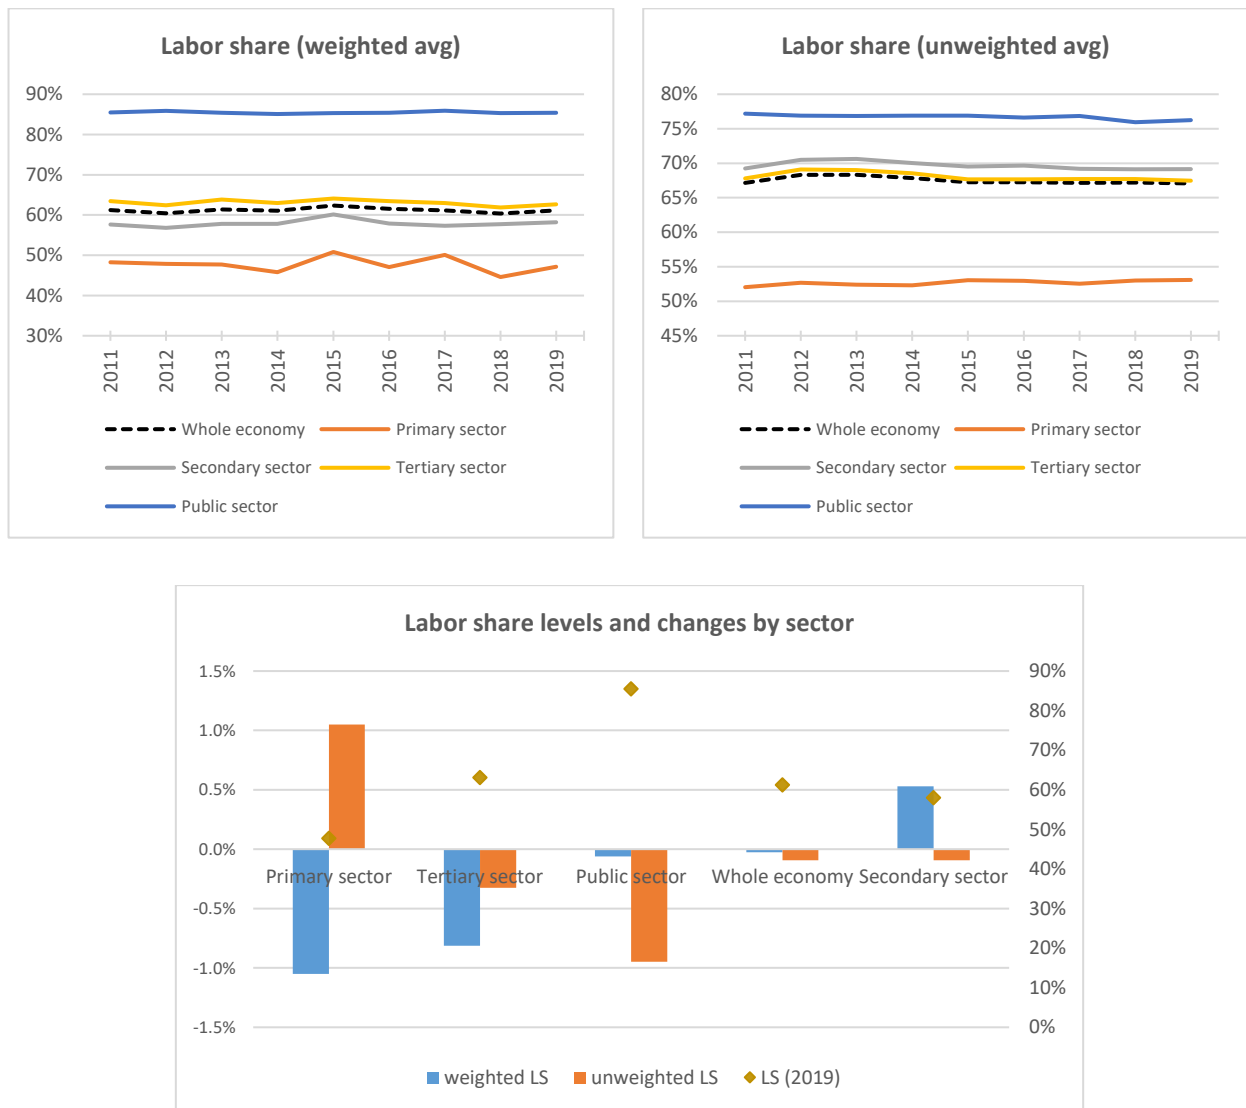 Labor share (weighted avg)
90%
80%
70%
60%
50%
40%
30%
2011
2012
2013
2014
2015
2016
2017
2018
2019
Whole economy
Primary sector
Secondary sector
Tertiary sector
Public sector
Labor share (unweighted avg)
80%
75%
70%
65%
60%
55%
50%
45%
2011
2012
2013
2014
2015
2016
2017
2018
2019
Whole economy
Primary sector
Secondary sector
Tertiary sector
Public sector
Labor share levels and changes by sector
1.5%
1.0%
0.5%
0.0%
-0.5%
-1.0%
-1.5%
90%
80%
70%
60%
50%
40%
30%
20%
10%
0%
Primary sector
Tertiary sector
Public sector
Whole economy
Secondary sector
weighted LS
unweighted LS
LS (2019)